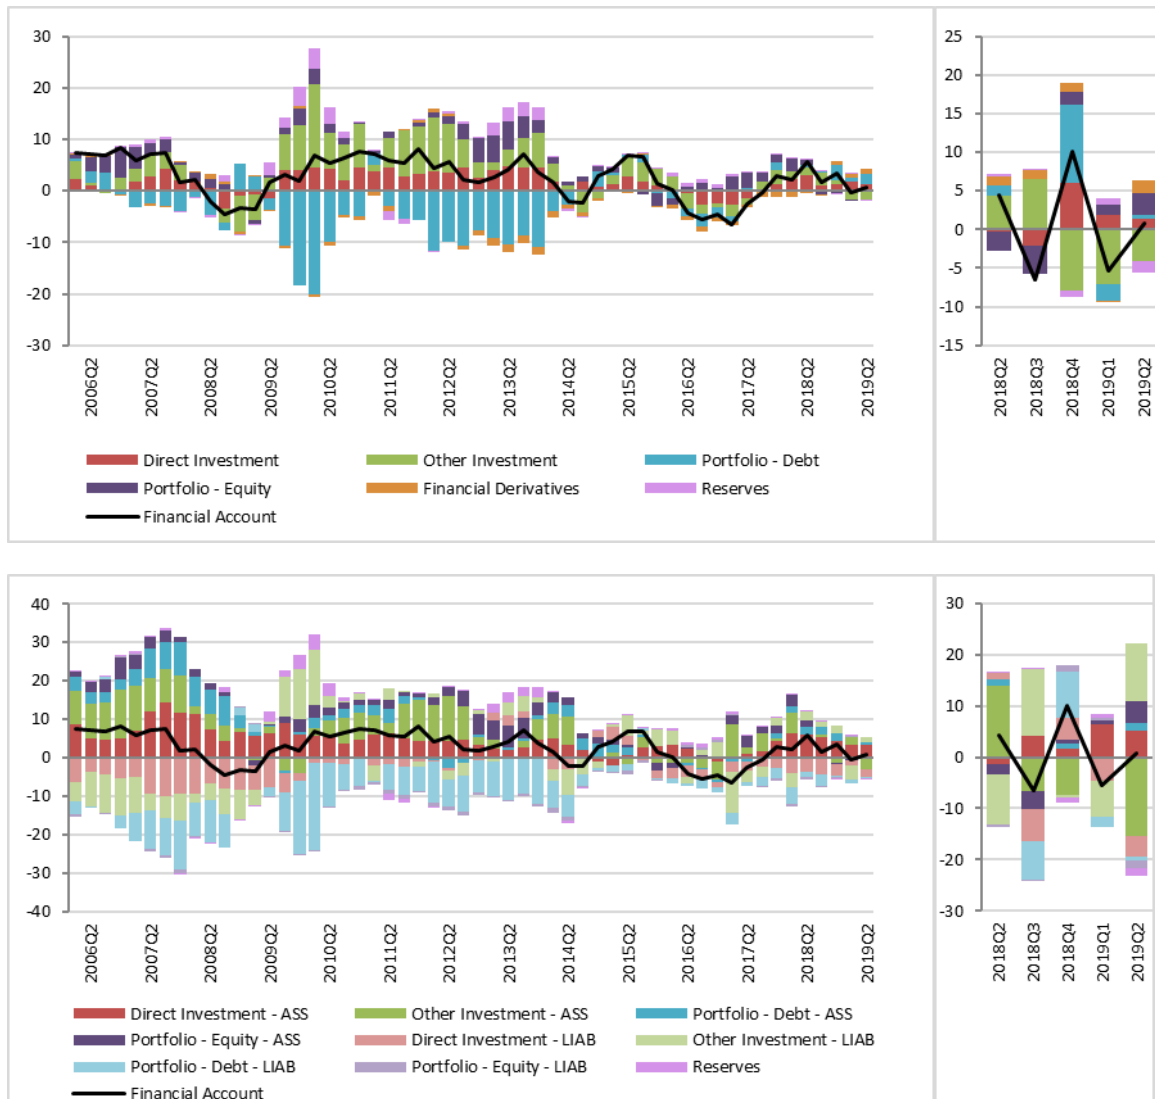 30
20
10
0
-10
-20
-30
2006Q2
2007Q2
2008Q2
2009Q2
2010Q2
2011Q2
2012Q2
2013Q2
2014Q2
2015Q2
2016Q2
2017Q2
2018Q2
2019Q2
25
20
15
10
5
0
-5
-10
-15
2018Q2
2018Q3
2018Q4
2019Q1
2019Q2
Direct Investment Other Investment Portfolio - Debt
Portfolio - Equity Financial Derivatives Reserves
Financial Account
40
30
20
10
0
-10
-20
-30
-40
2006Q2
2007Q2
2008Q2
2009Q2
2010Q2
2011Q2
2012Q2
2013Q2
2014Q2
2015Q2
2016Q2
2017Q2
2018Q2
2019Q2
30
20
10
0
-10
-20
-30
2018Q2
2018Q3
2018Q4
2019Q1
2019Q2
Direct Investment - ASS Other Investment - ASS Portfolio - Debt - ASS
Portfolio - Equity - ASS Direct Investment - LIAB Other Investment - LIAB
Portfolio - Debt - LIAB Portfolio - Equity - LIAB Reserves
Financial Account